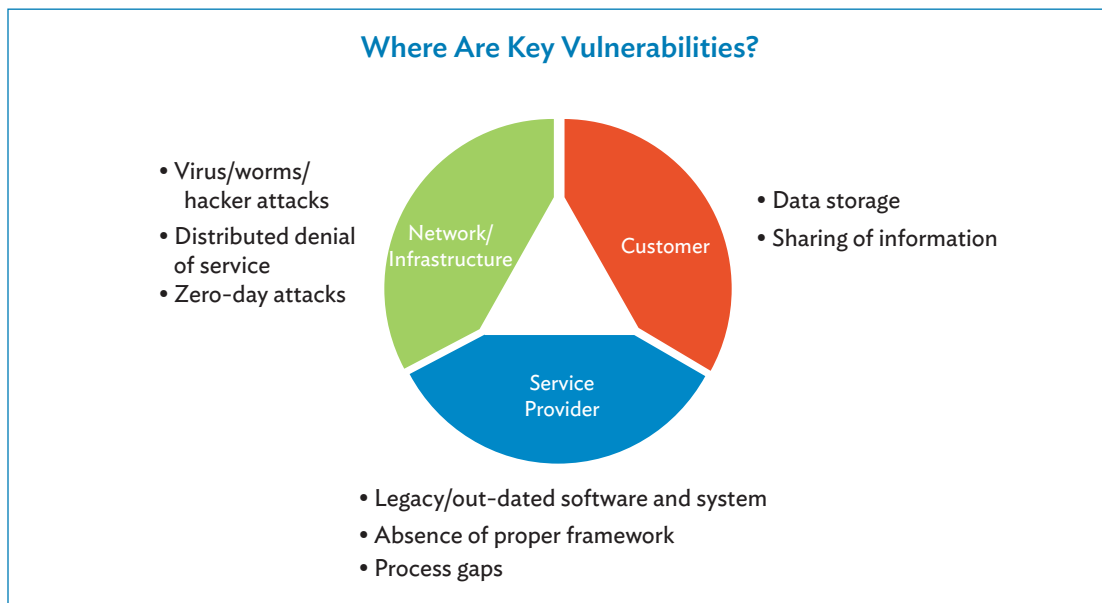 Where Are Key Vulnerabilities?
• Virus/worms/
hacker attacks
• Distributed denial
of service
• Zero-day attacks
Network/
Infrastructure
Customer
• Data storage
• Sharing of information
Service
Provider
• Legacy/out-dated software and system
• Absence of proper framework
• Process gaps